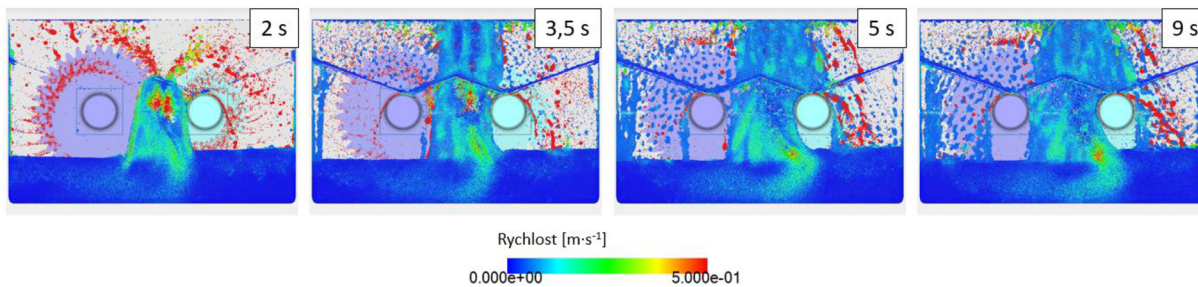 2 s
3,5 s
5 s
9 s
Rychlost [m·s⁻¹]
0.000e+00
5.000e-01